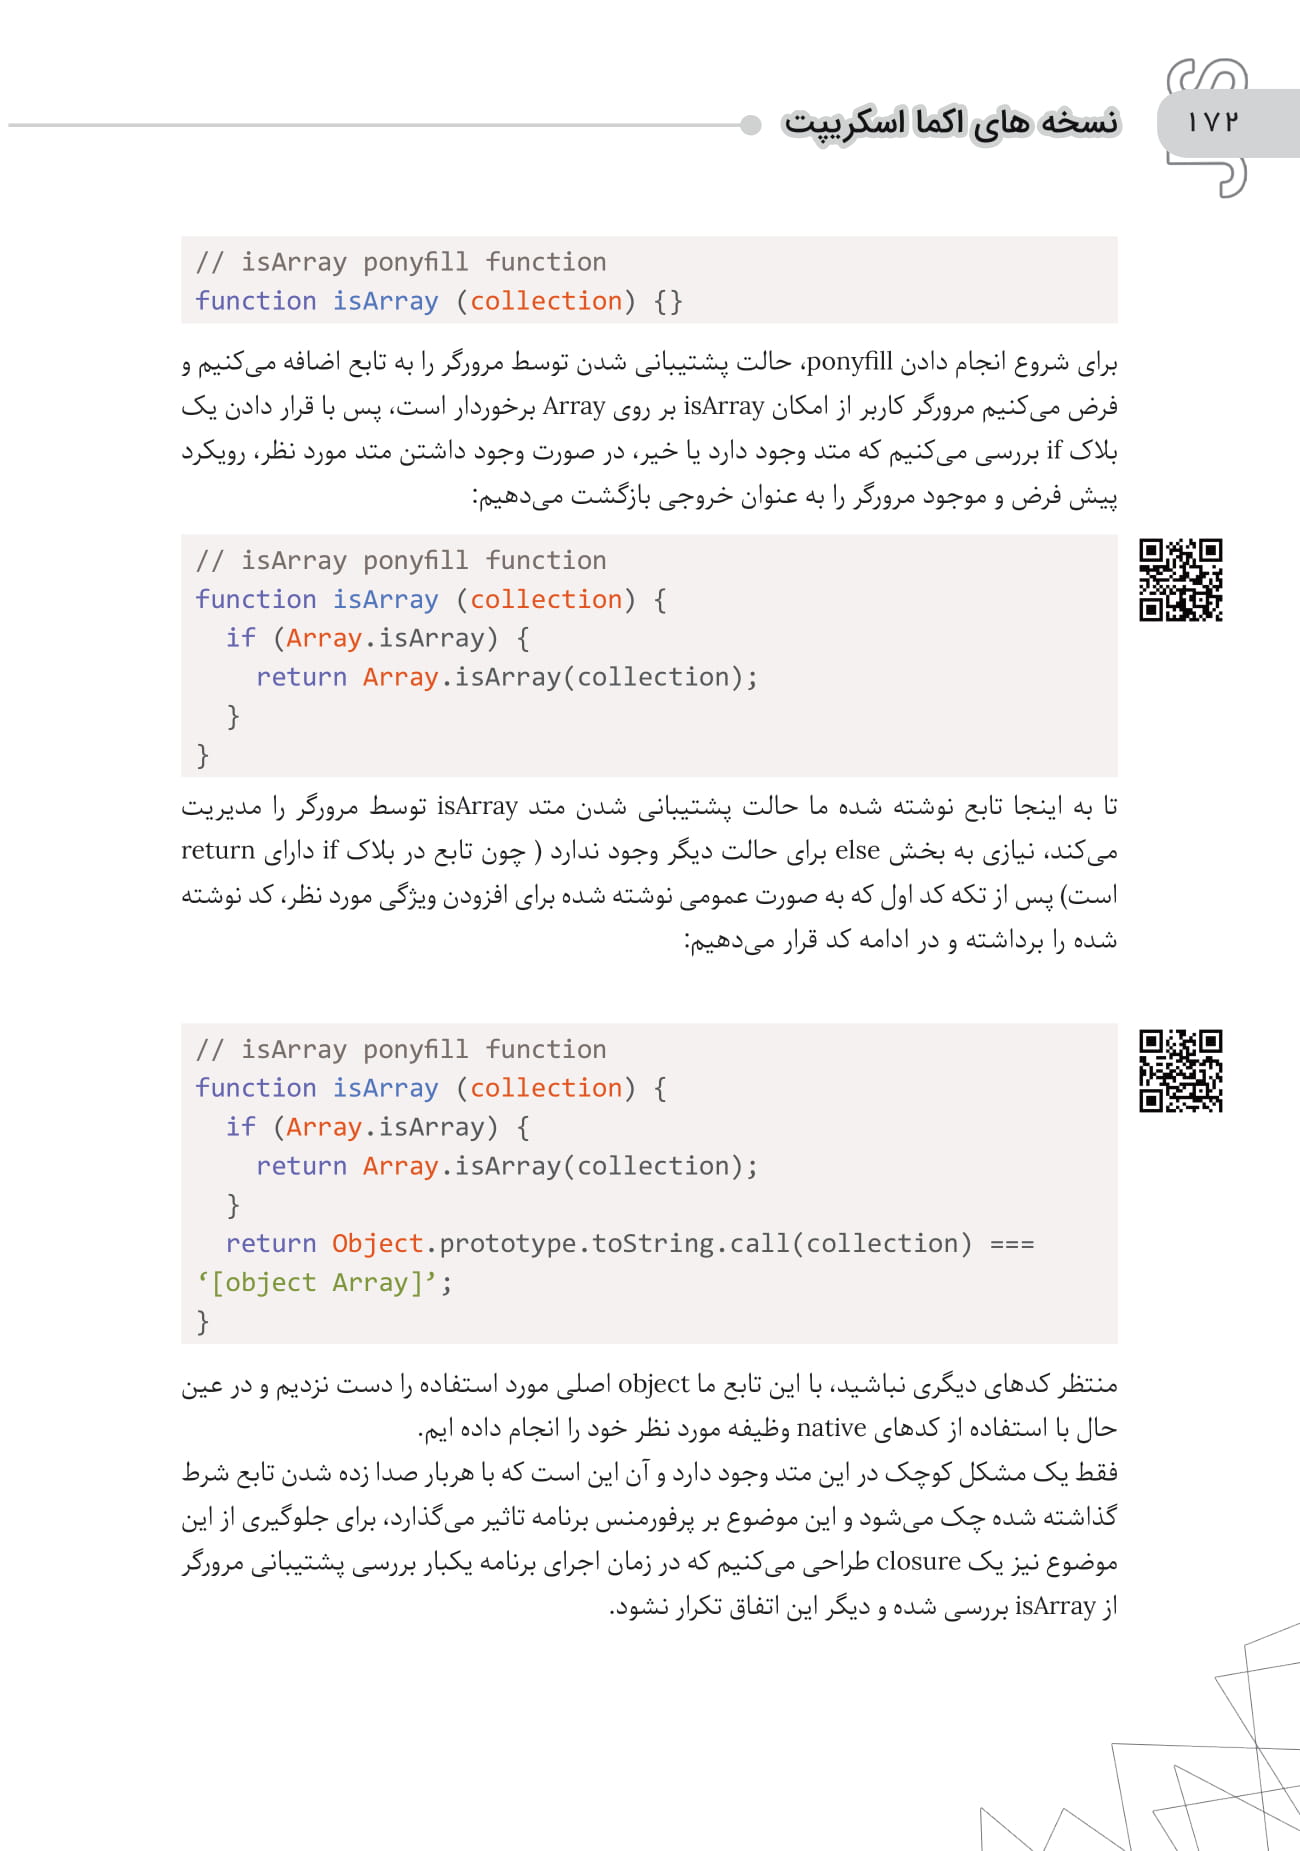 نسخه های اکما اسکریپت
۱۷۲
// isArray ponyfill function
function isArray (collection) {}
برای شروع انجام دادن ponyfill، حالت پشتیبانی شدن توسط مرورگر را به تابع اضافه می‌کنیم و
فرض می‌کنیم مرورگر کاربر از امکان isArray بر روی Array برخوردار است، پس با قرار دادن یک
بلاک if بررسی می‌کنیم که متد وجود دارد یا خیر، در صورت وجود داشتن متد مورد نظر، رویکرد
پیش فرض و موجود مرورگر را به عنوان خروجی بازگشت می‌دهیم:
// isArray ponyfill function
function isArray (collection) {
  if (Array.isArray) {
    return Array.isArray(collection);
  }
}
تا به اینجا تابع نوشته شده ما حالت پشتیبانی شدن متد isArray توسط مرورگر را مدیریت
می‌کند، نیازی به بخش else برای حالت دیگر وجود ندارد ( چون تابع در بلاک if دارای return
است) پس از تکه کد اول که به صورت عمومی نوشته شده برای افزودن ویژگی مورد نظر، کد نوشته
شده را برداشته و در ادامه کد قرار می‌دهیم:
// isArray ponyfill function
function isArray (collection) {
  if (Array.isArray) {
    return Array.isArray(collection);
  }
  return Object.prototype.toString.call(collection) ===
‘[object Array]’;
}
منتظر کدهای دیگری نباشید، با این تابع ما object اصلی مورد استفاده را دست نزدیم و در عین
حال با استفاده از کدهای native وظیفه مورد نظر خود را انجام داده ایم.
فقط یک مشکل کوچک در این متد وجود دارد و آن این است که با هربار صدا زده شدن تابع شرط
گذاشته شده چک می‌شود و این موضوع بر پرفورمنس برنامه تاثیر می‌گذارد، برای جلوگیری از این
موضوع نیز یک closure طراحی می‌کنیم که در زمان اجرای برنامه یکبار بررسی پشتیبانی مرورگر
از isArray بررسی شده و دیگر این اتفاق تکرار نشود.